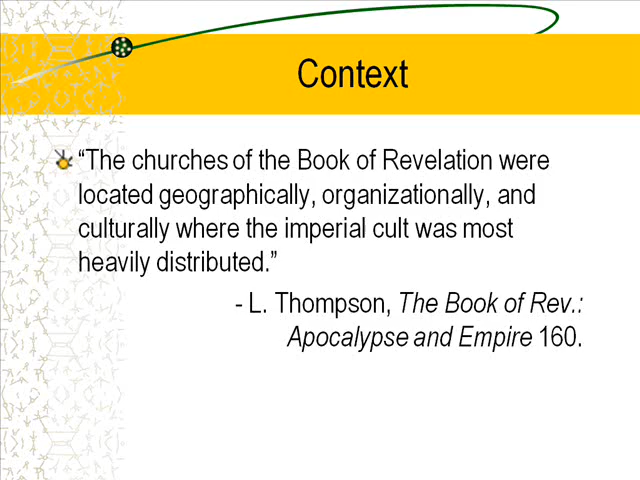 Context
“The churches of the Book of Revelation were
located geographically, organizationally, and
culturally where the imperial cult was most
heavily distributed.”
- L. Thompson, The Book of Rev.:
Apocalypse and Empire 160.